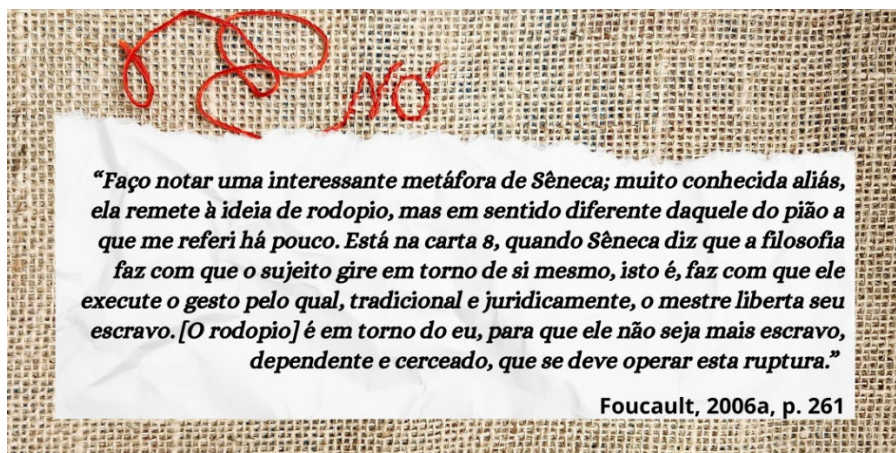 NÓ
“Faço notar uma interessante metáfora de Sêneca; muito conhecida aliás,
ela remete à ideia de rodopio, mas em sentido diferente daquele do pião a
que me referi há pouco. Está na carta 8, quando Sêneca diz que a filosofia
faz com que o sujeito gire em torno de si mesmo, isto é, faz com que ele
execute o gesto pelo qual, tradicional e juridicamente, o mestre liberta seu
escravo. [O rodopio] é em torno do eu, para que ele não seja mais escravo,
dependente e cerceado, que se deve operar esta ruptura.”
Foucault, 2006a, p. 261